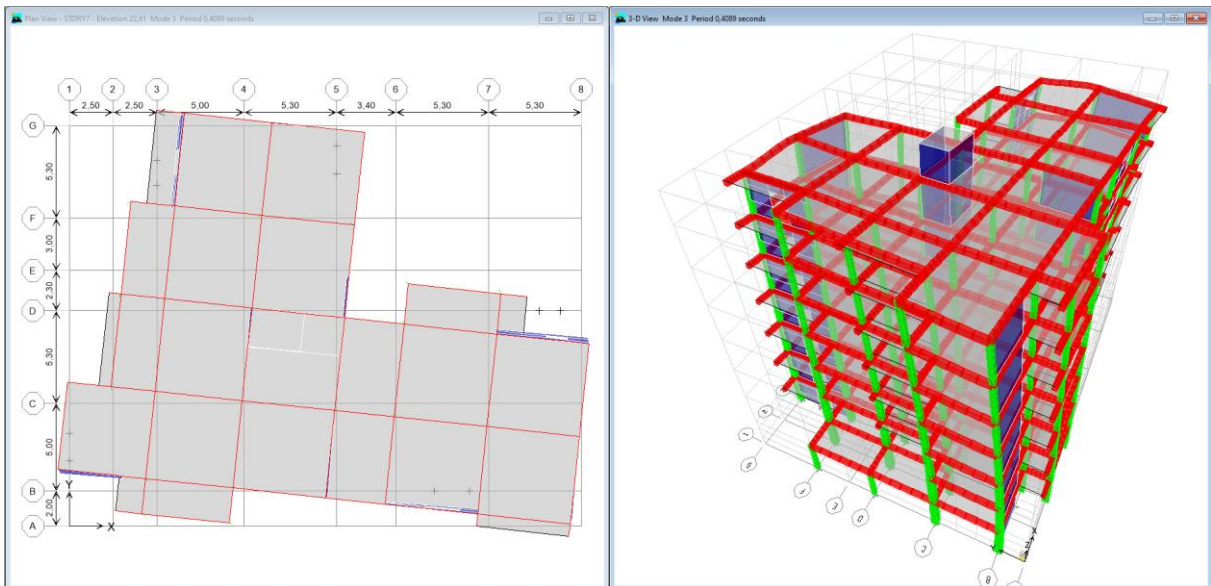 Plan View - STORY7 - Elevation 22,61 Mode 3 Period 0,4089 seconds
1 2 3 4 5 6 7 8
2,50 2,50 5,00 5,30 3,40 5,30 5,30
G
5.30
F
3.00
E
2.30
D
5.30
C
5.00
B
2.00
A
Y
X
3-D View Mode 3 Period 0,4089 seconds
1
2
G
F
E
D
C
B
X
Z